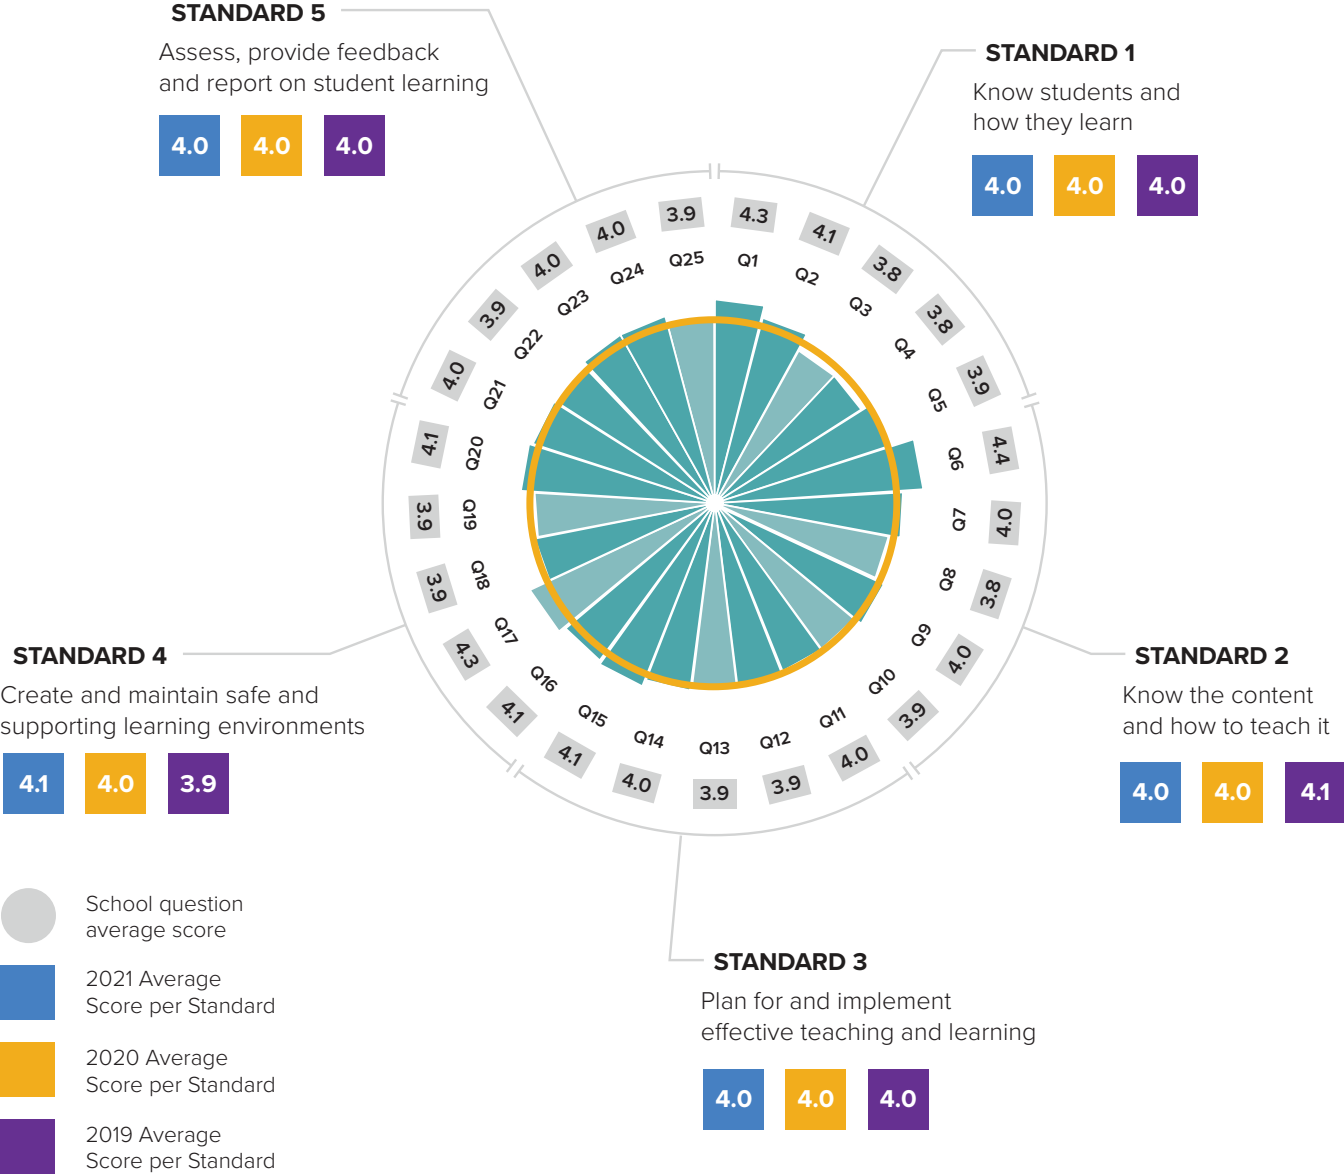 STANDARD 5
Assess, provide feedback
and report on student learning
4.0 4.0 4.0
STANDARD 1
Know students and
how they learn
4.0 4.0 4.0
4.3
4.1
3.8
3.8
3.9
4.4
4.0
3.8
4.0
3.9
4.0
3.9
3.9
4.0
4.1
4.1
4.3
3.9
3.9
4.1
4.0
3.9
4.0
4.0
3.9
Q1
Q2
Q3
Q4
Q5
Q6
Q7
Q8
Q9
Q10
Q11
Q12
Q13
Q14
Q15
Q16
Q17
Q18
Q19
Q20
Q21
Q22
Q23
Q24
Q25
STANDARD 4
Create and maintain safe and
supporting learning environments
4.1 4.0 3.9
STANDARD 2
Know the content
and how to teach it
4.0 4.0 4.1
STANDARD 3
Plan for and implement
effective teaching and learning
4.0 4.0 4.0
School question
average score
2021 Average
Score per Standard
2020 Average
Score per Standard
2019 Average
Score per Standard